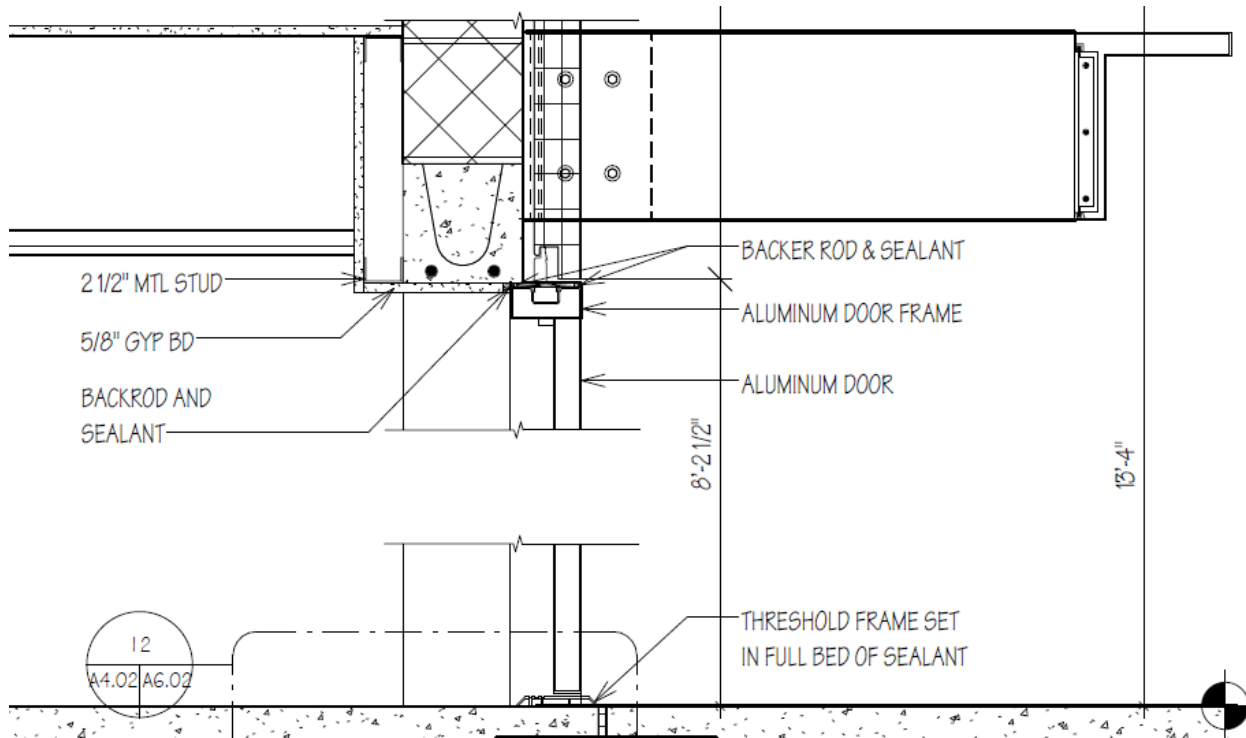 BACKER ROD & SEALANT
2 1/2" MTL STUD
ALUMINUM DOOR FRAME
5/8" GYP BD
ALUMINUM DOOR
BACKROD AND
SEALANT
8'-2 1/2"
13'-4"
THRESHOLD FRAME SET
IN FULL BED OF SEALANT
12
A4.02 A6.02